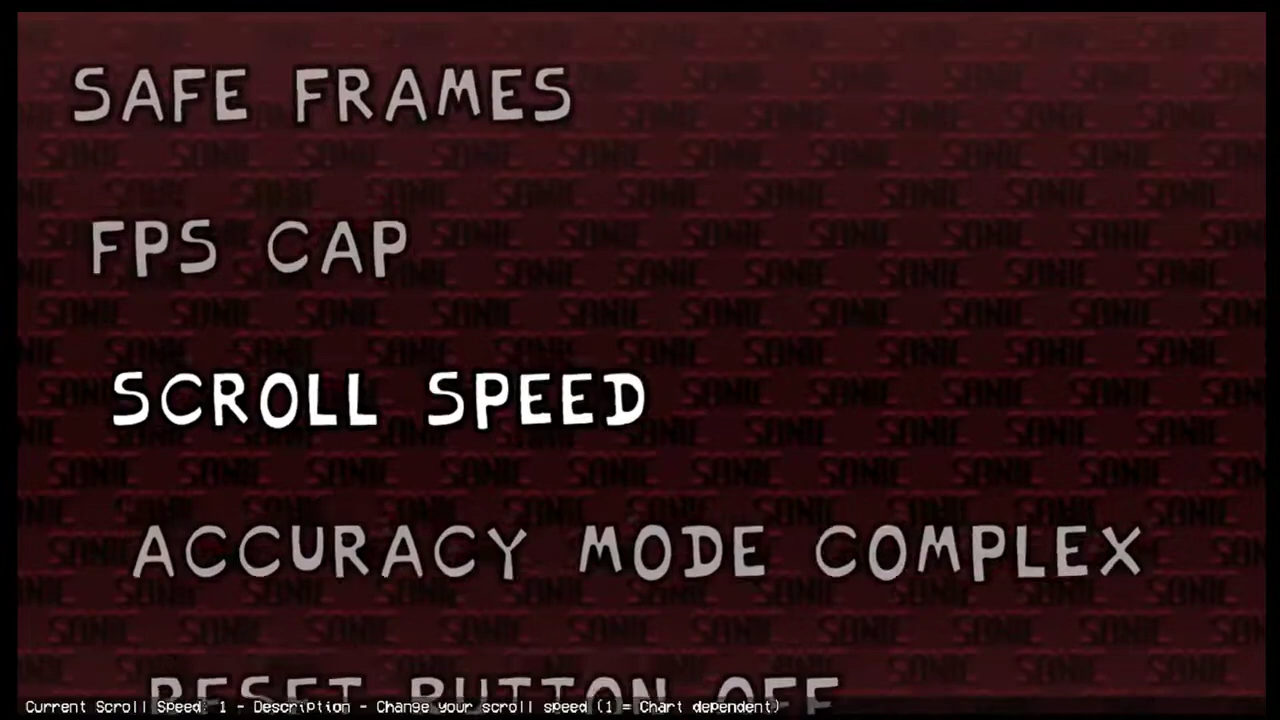 SAFE FRAMES
FPS CAP
SCROLL SPEED
ACCURACY MODE COMPLEX
RESET BUTTON OFF
Current Scroll Speed: 1 - Description - Change your scroll speed (1 = Chart dependent)